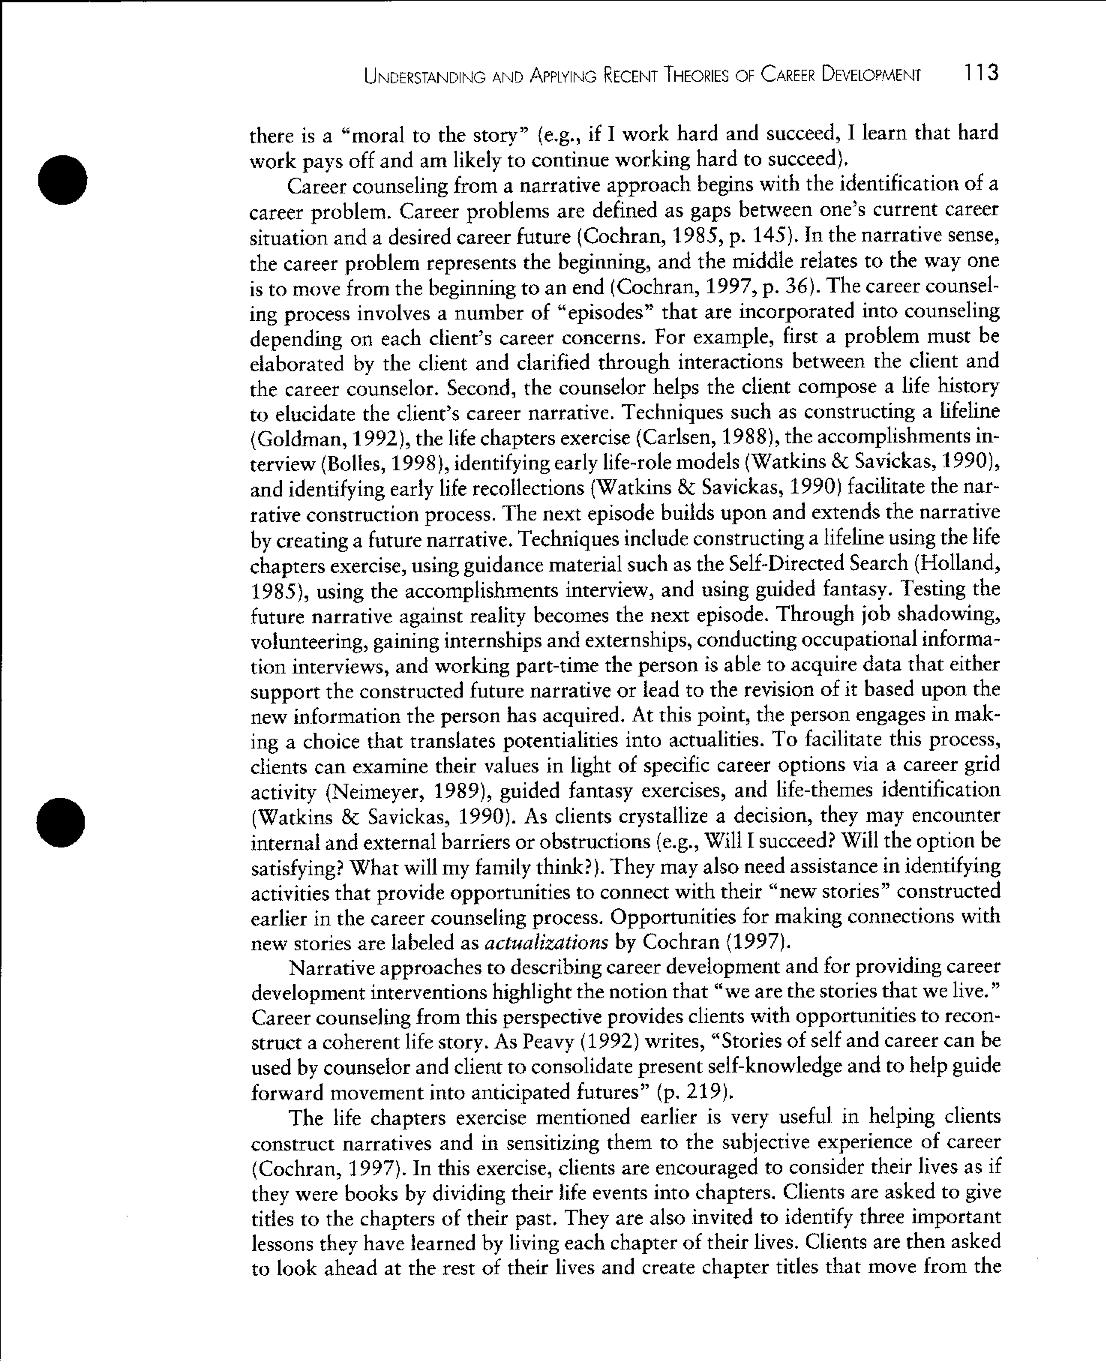 UNDERSTANDING AND APPLYING RECENT THEORIES OF CAREER DEVELOPMENT 113
there is a “moral to the story” (e.g., if I work hard and succeed, I learn that hard
work pays off and am likely to continue working hard to succeed).
Career counseling from a narrative approach begins with the identification of a
career problem. Career problems are defined as gaps between one's current career
situation and a desired career future (Cochran, 1985, p. 145). In the narrative sense,
the career problem represents the beginning, and the middle relates to the way one
is to move from the beginning to an end (Cochran, 1997, p. 36). The career counsel-
ing process involves a number of “episodes” that are incorporated into counseling
depending on each client's career concerns. For example, first a problem must be
elaborated by the client and clarified through interactions between the client and
the career counselor. Second, the counselor helps the client compose a life history
to elucidate the client's career narrative. Techniques such as constructing a lifeline
(Goldman, 1992), the life chapters exercise (Carlsen, 1988), the accomplishments in-
terview (Bolles, 1998), identifying early life-role models (Watkins & Savickas, 1990),
and identifying early life recollections (Watkins & Savickas, 1990) facilitate the nar-
rative construction process. The next episode builds upon and extends the narrative
by creating a future narrative. Techniques include constructing a lifeline using the life
chapters exercise, using guidance material such as the Self-Directed Search (Holland,
1985), using the accomplishments interview, and using guided fantasy. Testing the
future narrative against reality becomes the next episode. Through job shadowing,
volunteering, gaining internships and externships, conducting occupational informa-
tion interviews, and working part-time the person is able to acquire data that either
support the constructed future narrative or lead to the revision of it based upon the
new information the person has acquired. At this point, the person engages in mak-
ing a choice that translates potentialities into actualities. To facilitate this process,
clients can examine their values in light of specific career options via a career grid
activity (Neimeyer, 1989), guided fantasy exercises, and life-themes identification
(Watkins & Savickas, 1990). As clients crystallize a decision, they may encounter
internal and external barriers or obstructions (e.g., Will I succeed? Will the option be
satisfying? What will my family think?). They may also need assistance in identifying
activities that provide opportunities to connect with their “new stories” constructed
earlier in the career counseling process. Opportunities for making connections with
new stories are labeled as actualizations by Cochran (1997).
Narrative approaches to describing career development and for providing career
development interventions highlight the notion that “we are the stories that we live.”
Career counseling from this perspective provides clients with opportunities to recon-
struct a coherent life story. As Peavy (1992) writes, “Stories of self and career can be
used by counselor and client to consolidate present self-knowledge and to help guide
forward movement into anticipated futures” (p. 219).
The life chapters exercise mentioned earlier is very useful in helping clients
construct narratives and in sensitizing them to the subjective experience of career
(Cochran, 1997). In this exercise, clients are encouraged to consider their lives as if
they were books by dividing their life events into chapters. Clients are asked to give
titles to the chapters of their past. They are also invited to identify three important
lessons they have learned by living each chapter of their lives. Clients are then asked
to look ahead at the rest of their lives and create chapter titles that move from the